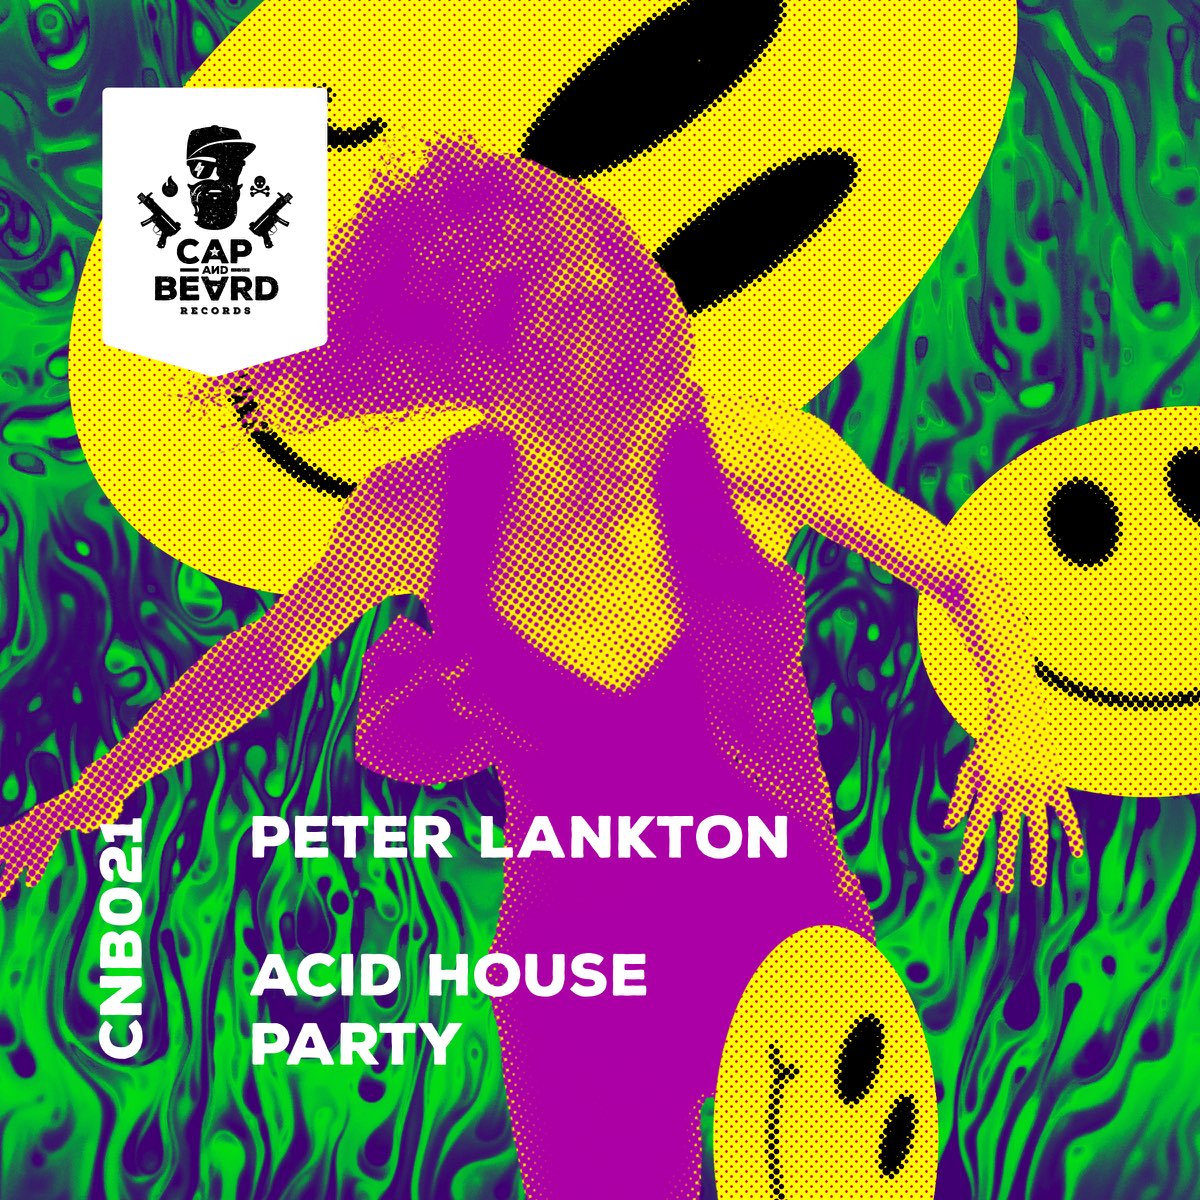 CAP
AND
BEARD
RECORDS
PETER LANKTON
ACID HOUSE
PARTY
CNB021